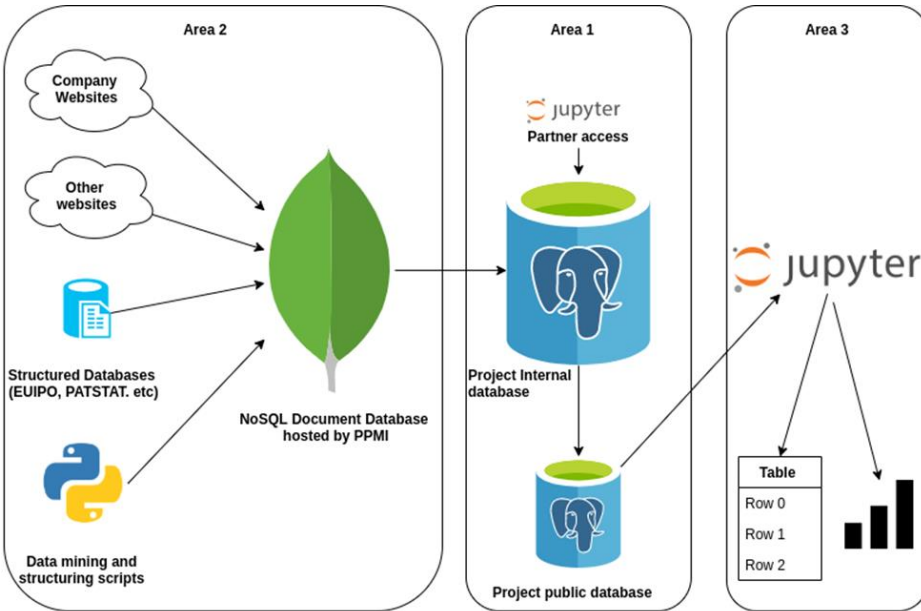 Area 2
Company
Websites
Other
websites
Structured Databases
(EUIPO, PATSTAT. etc)
Data mining and
structuring scripts
NoSQL Document Database
hosted by PPMI
Area 1
jupyter
Partner access
Project Internal
database
Project public database
Area 3
jupyter
Table
Row 0
Row 1
Row 2